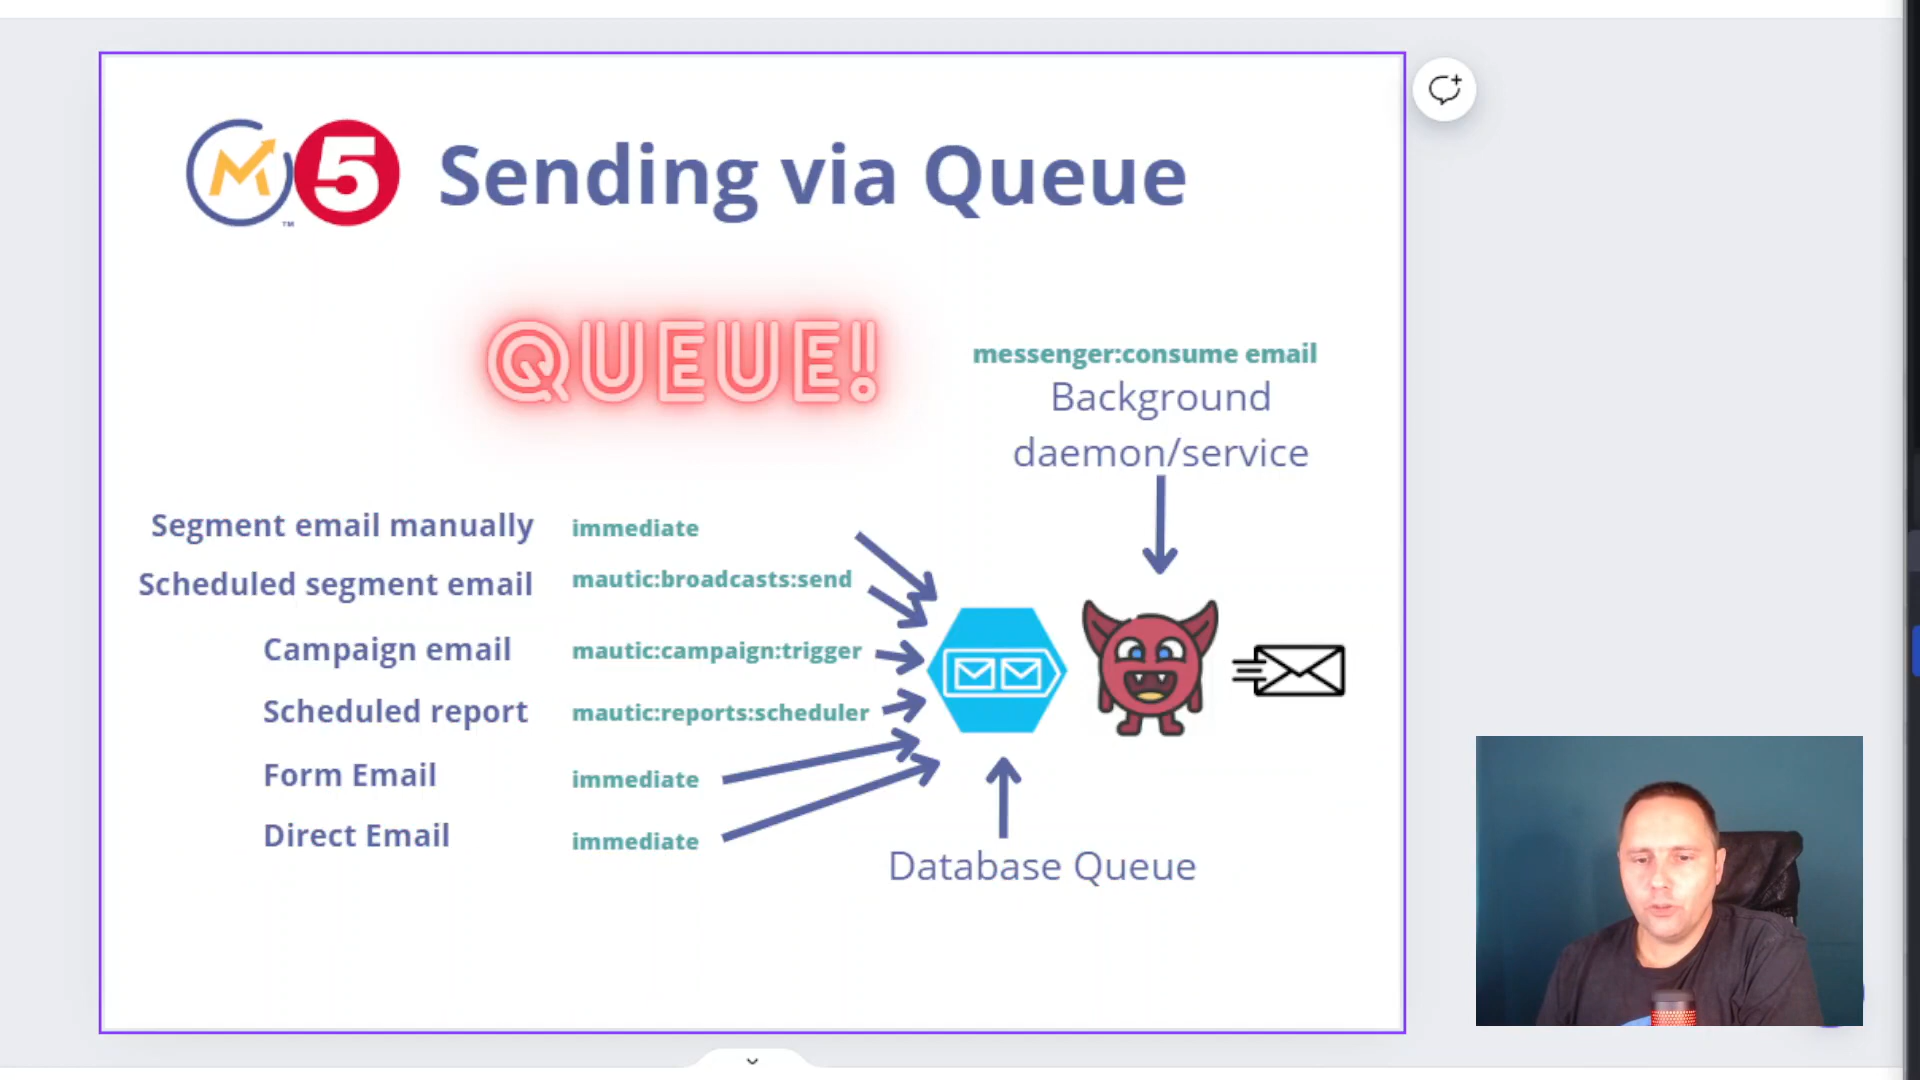 M 5 Sending via Queue
™
QUEUE!
messenger:consume email
Background
daemon/service
Segment email manually immediate
Scheduled segment email mautic:broadcasts:send
Campaign email mautic:campaign:trigger
Scheduled report mautic:reports:scheduler
Form Email immediate
Direct Email immediate
Database Queue